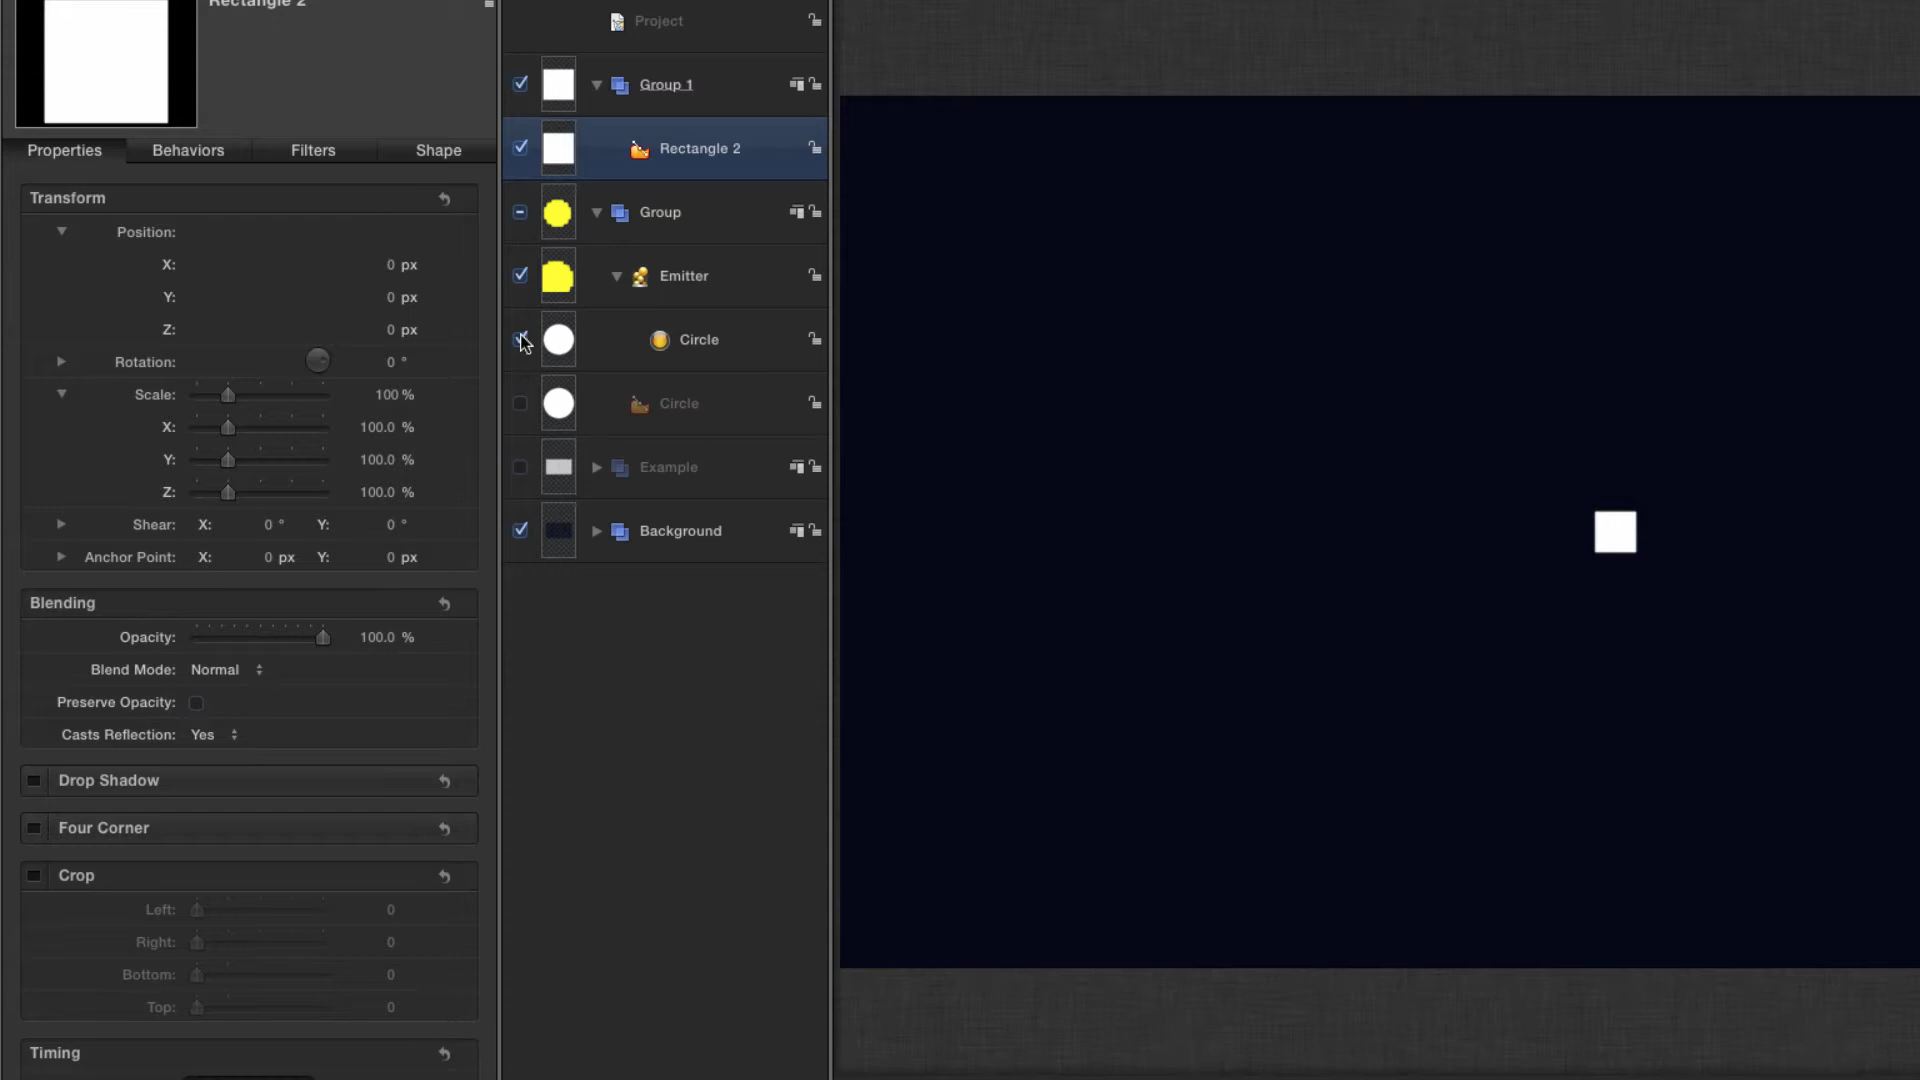 Rectangle 2
Properties
Behaviors
Filters
Shape
Transform
Position:
X: 0 px
Y: 0 px
Z: 0 px
Rotation: 0 °
Scale: 100 %
X: 100.0 %
Y: 100.0 %
Z: 100.0 %
Shear: X: 0 ° Y: 0 °
Anchor Point: X: 0 px Y: 0 px
Blending
Opacity: 100.0 %
Blend Mode: Normal
Preserve Opacity:
Casts Reflection: Yes
Drop Shadow
Four Corner
Crop
Left: 0
Right: 0
Bottom: 0
Top: 0
Timing
Project
Group 1
Rectangle 2
Group
Emitter
Circle
Circle
Example
Background